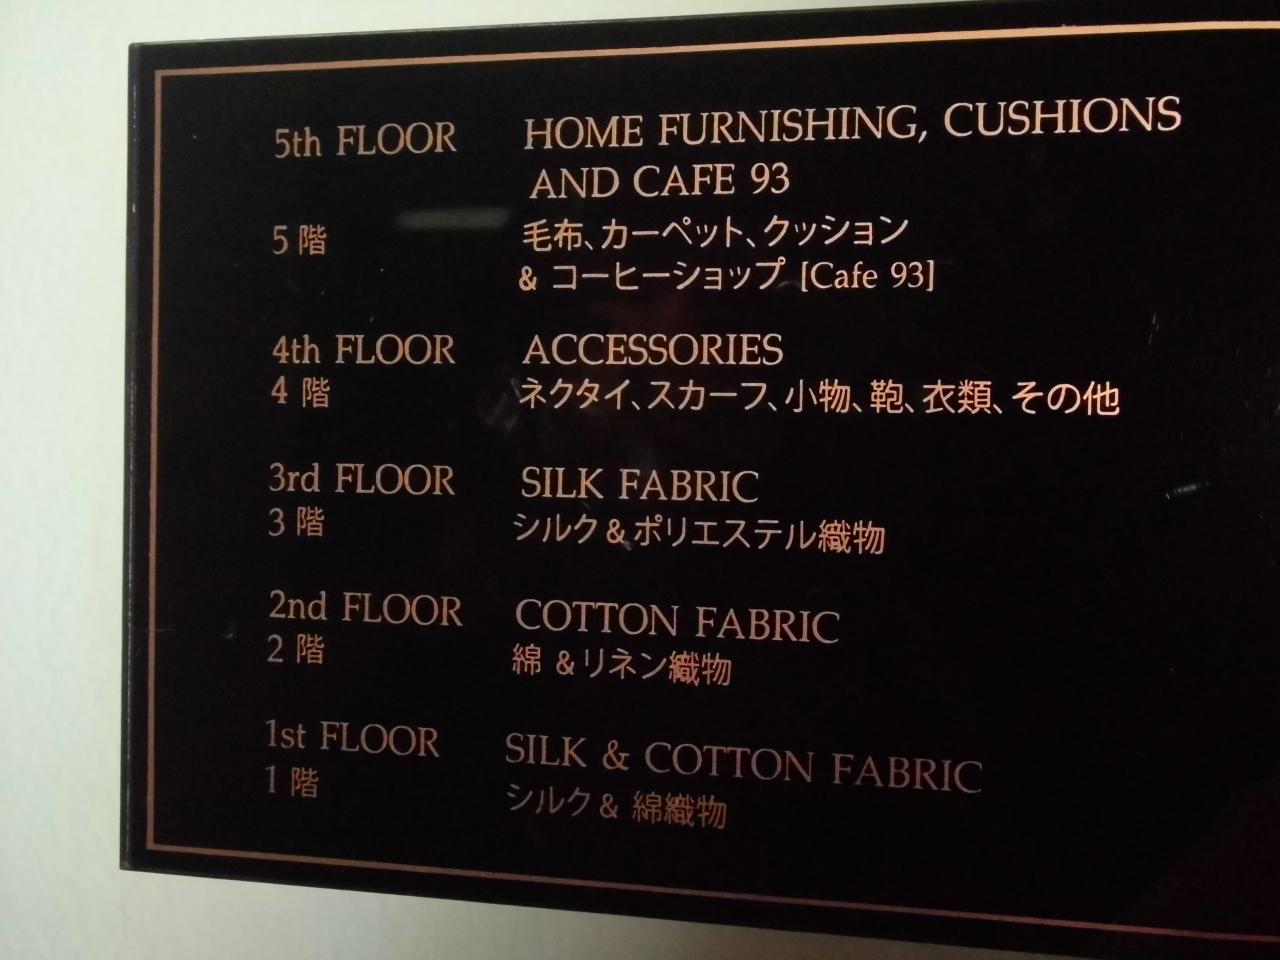 5th FLOOR HOME FURNISHING, CUSHIONS
AND CAFE 93
5 階 毛布、カーペット、クッション
& コーヒーショップ [Cafe 93]
4th FLOOR ACCESSORIES
4 階 ネクタイ、スカーフ、小物、鞄、衣類、その他
3rd FLOOR SILK FABRIC
3 階 シルク & ポリエステル織物
2nd FLOOR COTTON FABRIC
2 階 綿 & リネン織物
1st FLOOR SILK & COTTON FABRIC
1 階 シルク & 綿織物